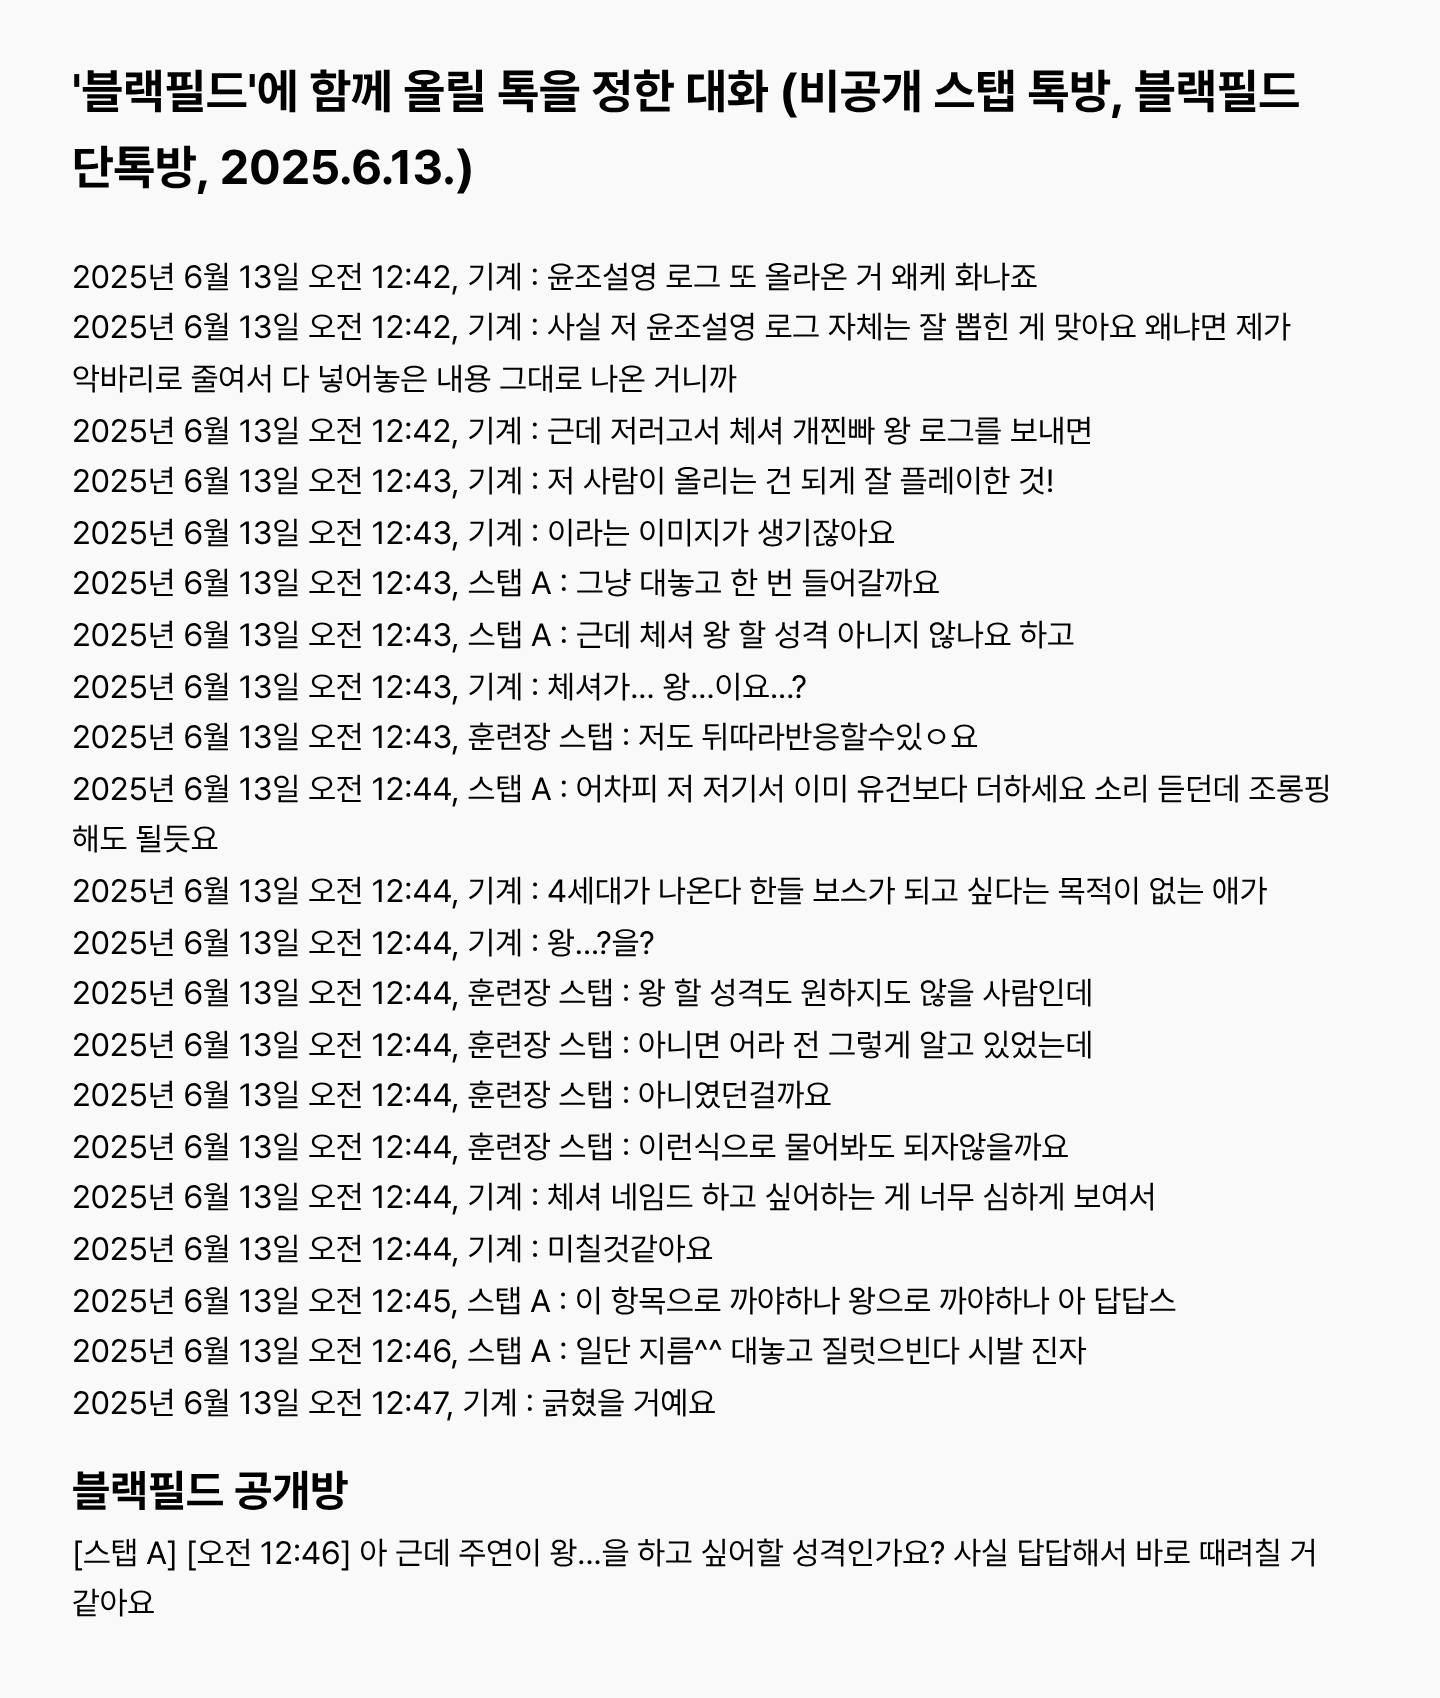 '블랙필드'에 함께 올릴 톡을 정한 대화 (비공개 스탭 톡방, 블랙필드
단톡방, 2025.6.13.)
2025년 6월 13일 오전 12:42, 기계 : 윤조설영 로그 또 올라온 거 왜케 화나죠
2025년 6월 13일 오전 12:42, 기계 : 사실 저 윤조설영 로그 자체는 잘 뽑힌 게 맞아요 왜냐면 제가
악바리로 줄여서 다 넣어놓은 내용 그대로 나온 거니까
2025년 6월 13일 오전 12:42, 기계 : 근데 저러고서 체셔 개찐빠 왕 로그를 보내면
2025년 6월 13일 오전 12:43, 기계 : 저 사람이 올리는 건 되게 잘 플레이한 것!
2025년 6월 13일 오전 12:43, 기계 : 이라는 이미지가 생기잖아요
2025년 6월 13일 오전 12:43, 스탭 A : 그냥 대놓고 한 번 들어갈까요
2025년 6월 13일 오전 12:43, 스탭 A : 근데 체셔 왕 할 성격 아니지 않나요 하고
2025년 6월 13일 오전 12:43, 기계 : 체셔가... 왕...이요...?
2025년 6월 13일 오전 12:43, 훈련장 스탭 : 저도 뒤따라반응할수있ㅇ요
2025년 6월 13일 오전 12:44, 스탭 A : 어차피 저 저기서 이미 유건보다 더하세요 소리 듣던데 조롱핑
해도 될듯요
2025년 6월 13일 오전 12:44, 기계 : 4세대가 나온다 한들 보스가 되고 싶다는 목적이 없는 애가
2025년 6월 13일 오전 12:44, 기계 : 왕...?을?
2025년 6월 13일 오전 12:44, 훈련장 스탭 : 왕 할 성격도 원하지도 않을 사람인데
2025년 6월 13일 오전 12:44, 훈련장 스탭 : 아니면 어라 전 그렇게 알고 있었는데
2025년 6월 13일 오전 12:44, 훈련장 스탭 : 아니였던걸까요
2025년 6월 13일 오전 12:44, 훈련장 스탭 : 이런식으로 물어봐도 되자않을까요
2025년 6월 13일 오전 12:44, 기계 : 체셔 네임드 하고 싶어하는 게 너무 심하게 보여서
2025년 6월 13일 오전 12:44, 기계 : 미칠것같아요
2025년 6월 13일 오전 12:45, 스탭 A : 이 항목으로 까야하나 왕으로 까야하나 아 답답스
2025년 6월 13일 오전 12:46, 스탭 A : 일단 지름^^ 대놓고 질럿으빈다 시발 진자
2025년 6월 13일 오전 12:47, 기계 : 긁혔을 거예요
블랙필드 공개방
[스탭 A] [오전 12:46] 아 근데 주연이 왕...을 하고 싶어할 성격인가요? 사실 답답해서 바로 때려칠 거
같아요